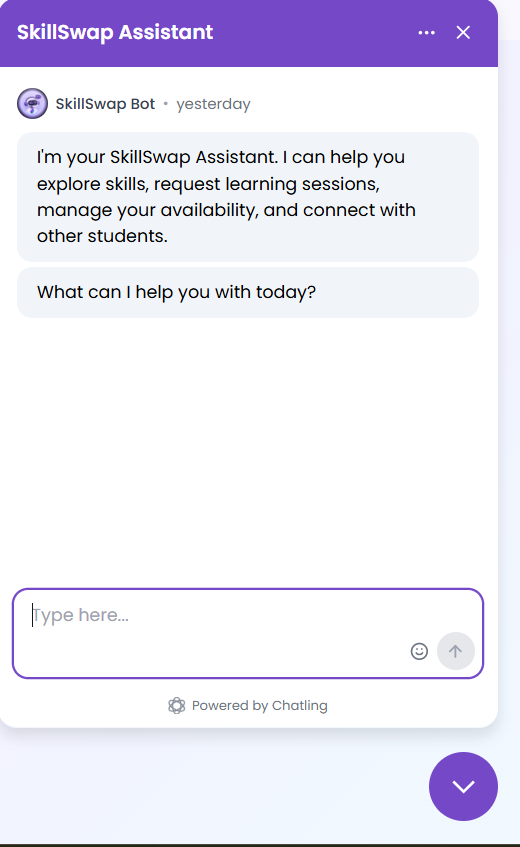 SkillSwap Assistant
SkillSwap Bot • yesterday
I'm your SkillSwap Assistant. I can help you
explore skills, request learning sessions,
manage your availability, and connect with
other students.
What can I help you with today?
Type here...
Powered by Chatling